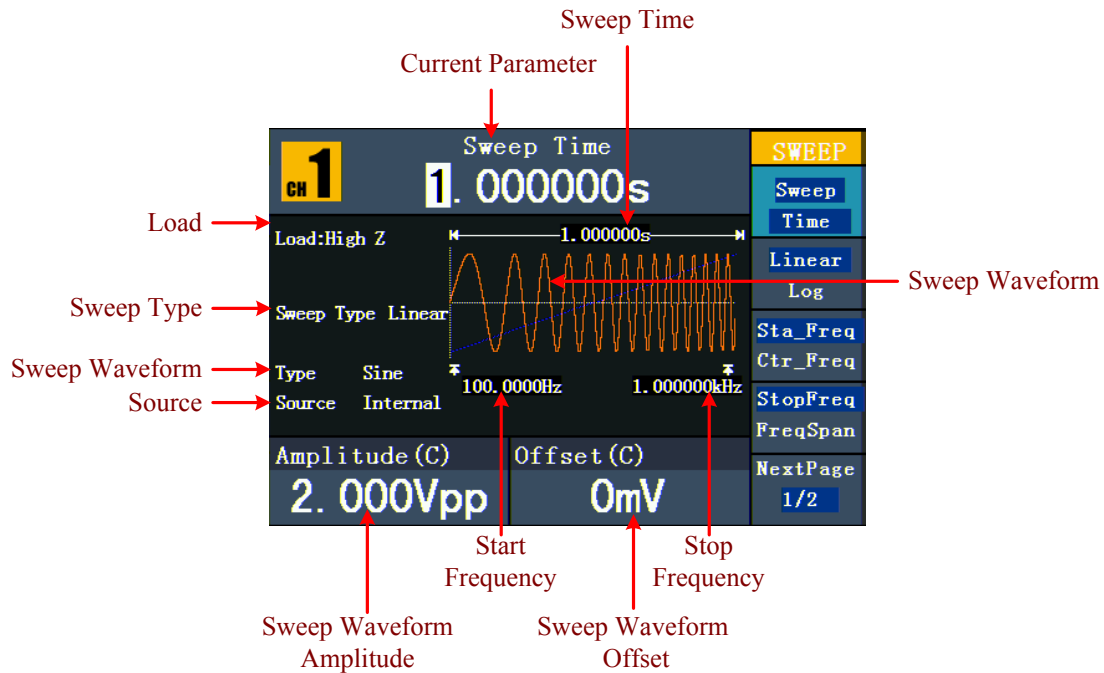 Sweep Time
Current Parameter
CH 1
Sweep Time
1.000000s
SWEEP
Sweep
Time
Load
Load:High Z
1.000000s
Linear
Log
Sweep Waveform
Sweep Type
Sweep Type Linear
Sta_Freq
Ctr_Freq
Sweep Waveform
Type Sine
100.0000Hz
1.000000kHz
Source
Source Internal
StopFreq
FreqSpan
Amplitude(C)
Offset(C)
2.000Vpp
0mV
NextPage
1/2
Start
Frequency
Stop
Frequency
Sweep Waveform
Amplitude
Sweep Waveform
Offset